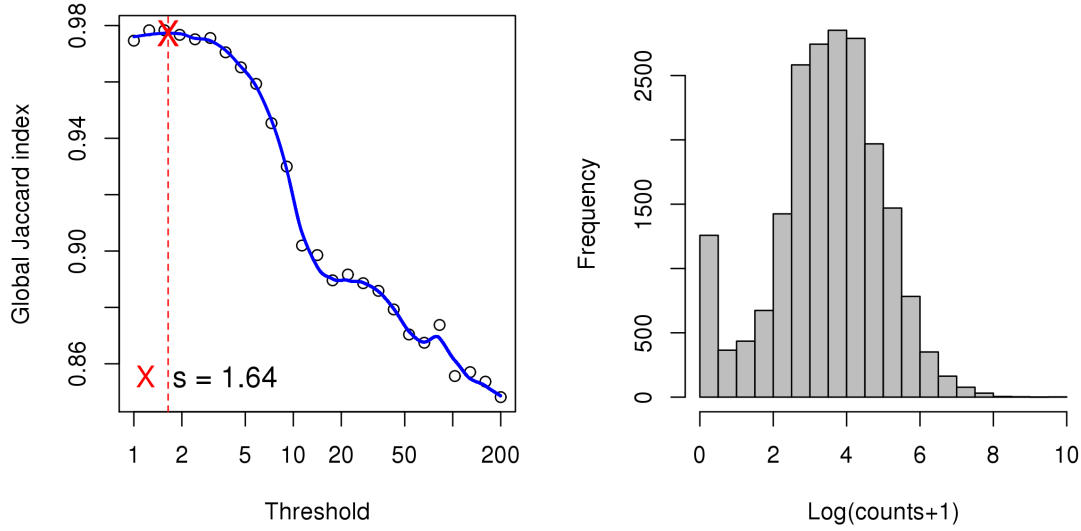 Global Jaccard index
0.98
0.94
0.90
0.86
X s = 1.64
1 2 5 10 20 50 200
Threshold
Frequency
2500
1500
500
0
0 2 4 6 8 10
Log(counts+1)